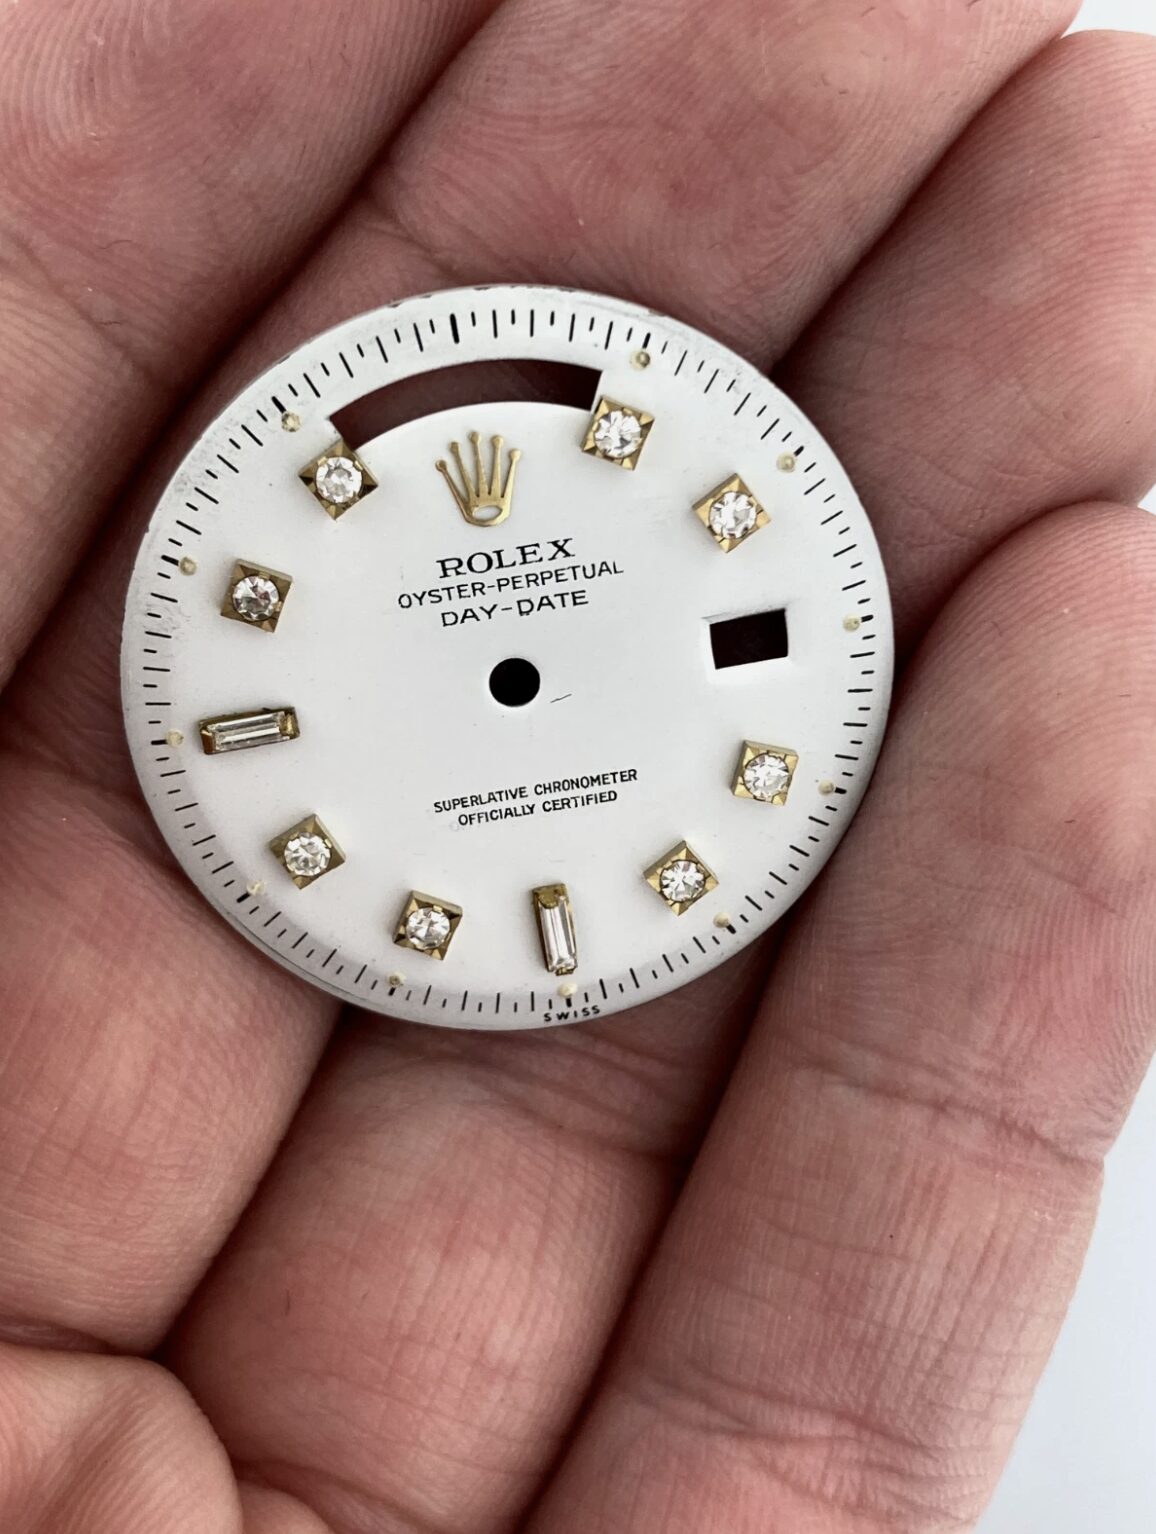 ROLEX
OYSTER-PERPETUAL
DAY-DATE
SUPERLATIVE CHRONOMETER
OFFICIALLY CERTIFIED
SWISS